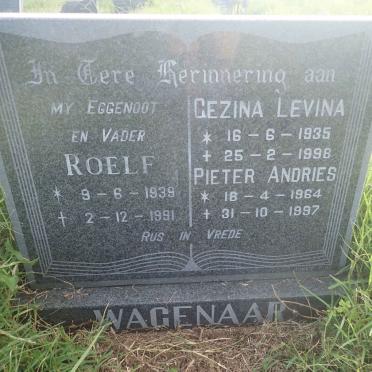 In Tere Herinnering aan
MY EGGENOOT
EN VADER
ROELF
* 9-6-1939
+ 2-12-1991
GEZINA LEVINA
* 16-6-1935
+ 25-2-1998
PIETER ANDRIES
* 18-4-1964
+ 31-10-1997
RUS IN VREDE
WAGENAAR